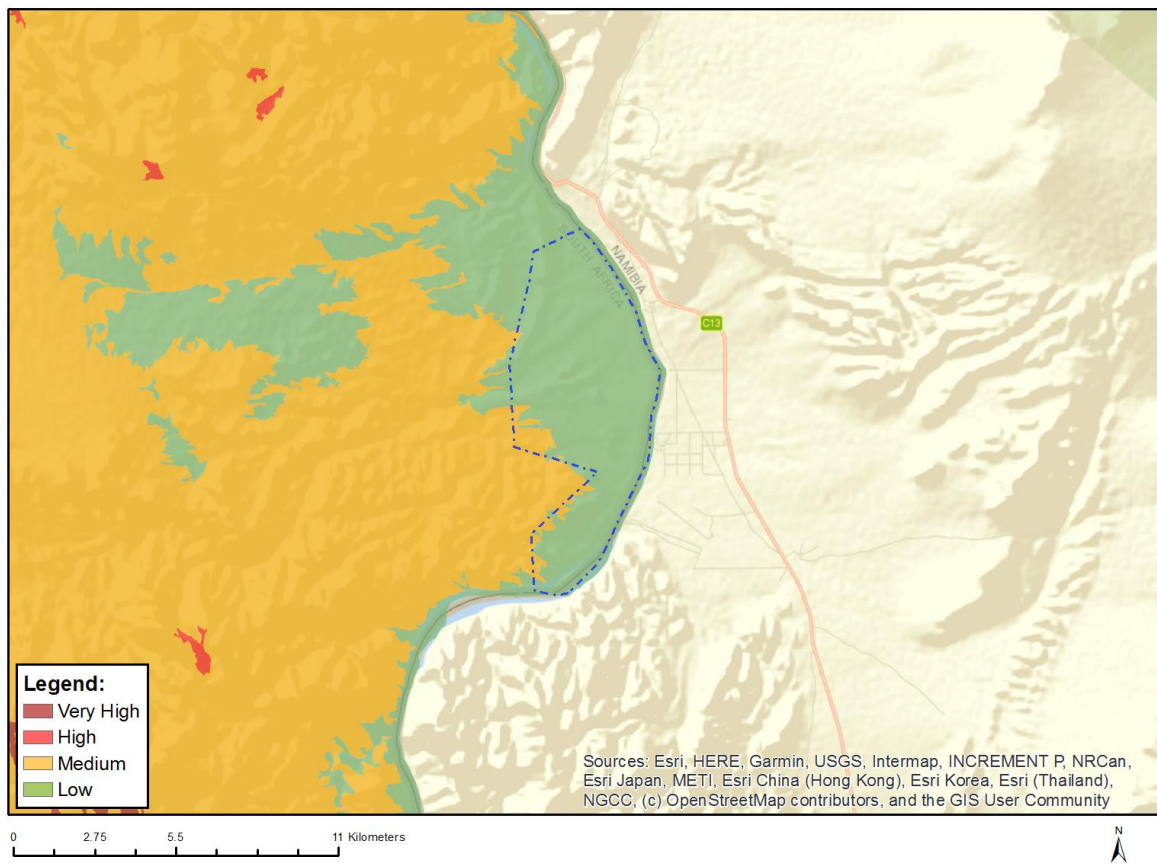 NAMIBIA
SOUTH AFRICA
C13
Legend:
Very High
High
Medium
Low
Sources: Esri, HERE, Garmin, USGS, Intermap, INCREMENT P, NRCan,
Esri Japan, METI, Esri China (Hong Kong), Esri Korea, Esri (Thailand),
NGCC, (c) OpenStreetMap contributors, and the GIS User Community
0 2.75 5.5 11 Kilometers
N